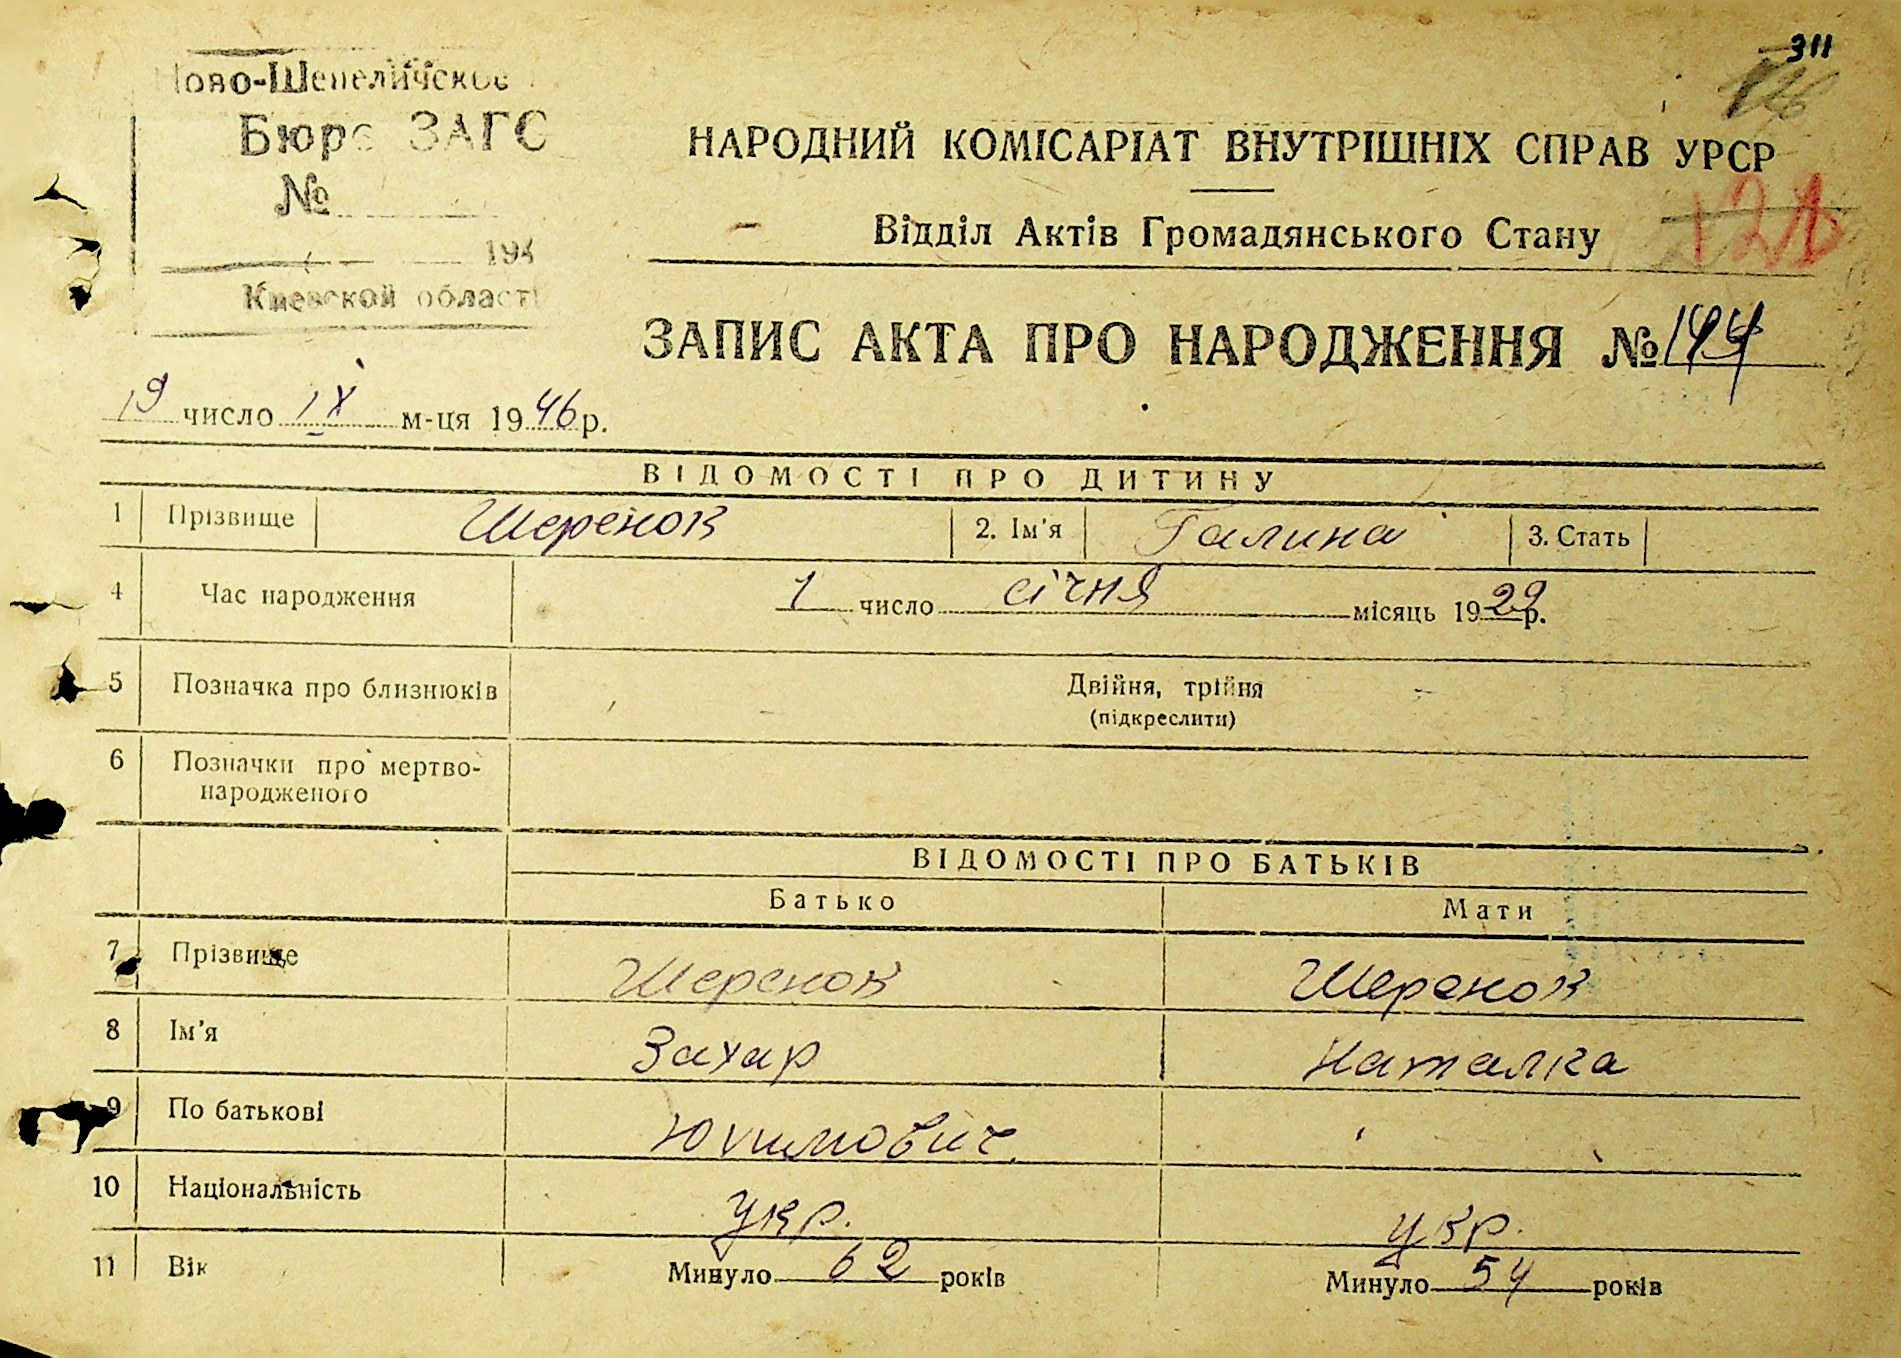 311
Ново-Шепеличское
Бюро ЗАГС
№
194
Киевской области
НАРОДНИЙ КОМІСАРІАТ ВНУТРІШНІХ СПРАВ УРСР
Відділ Актів Громадянського Стану
ЗАПИС АКТА ПРО НАРОДЖЕННЯ № 144
19 число IX м-ця 1946 р.
ВІДОМОСТІ ПРО ДИТИНУ
1 Прізвище Шеренок 2. Ім'я Галина 3. Стать
4 Час народження 1 число січня місяць 1929 р.
5 Позначка про близнюків Двійня, трійня
(підкреслити)
6 Позначки про мертво-
народженого
ВІДОМОСТІ ПРО БАТЬКІВ
Батько Мати
7 Прізвище Шеренок Шеренок
8 Ім'я Захар Наталка
9 По батькові Юхимович
10 Національність укр. укр.
11 Вік Минуло 62 років Минуло 54 років